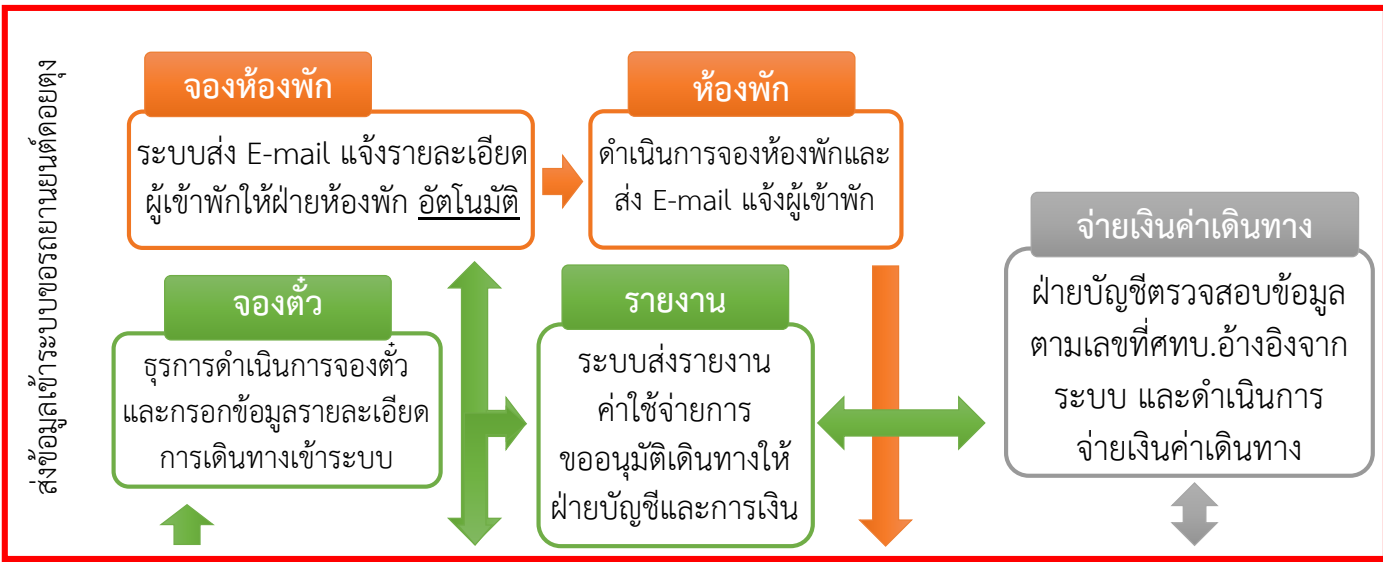 ส่งข้อมูลเข้าระบบขอรถยานยนต์ดอยตุง
จองห้องพัก
ระบบส่ง E-mail แจ้งรายละเอียด
ผู้เข้าพักให้ฝ่ายห้องพัก อัตโนมัติ
ห้องพัก
ดำเนินการจองห้องพักและ
ส่ง E-mail แจ้งผู้เข้าพัก
จ่ายเงินค่าเดินทาง
ฝ่ายบัญชีตรวจสอบข้อมูล
ตามเลขที่ศทบ.อ้างอิงจาก
ระบบ และดำเนินการ
จ่ายเงินค่าเดินทาง
จองตั๋ว
ธุรการดำเนินการจองตั๋ว
และกรอกข้อมูลรายละเอียด
การเดินทางเข้าระบบ
รายงาน
ระบบส่งรายงาน
ค่าใช้จ่ายการ
ขออนุมัติเดินทางให้
ฝ่ายบัญชีและการเงิน